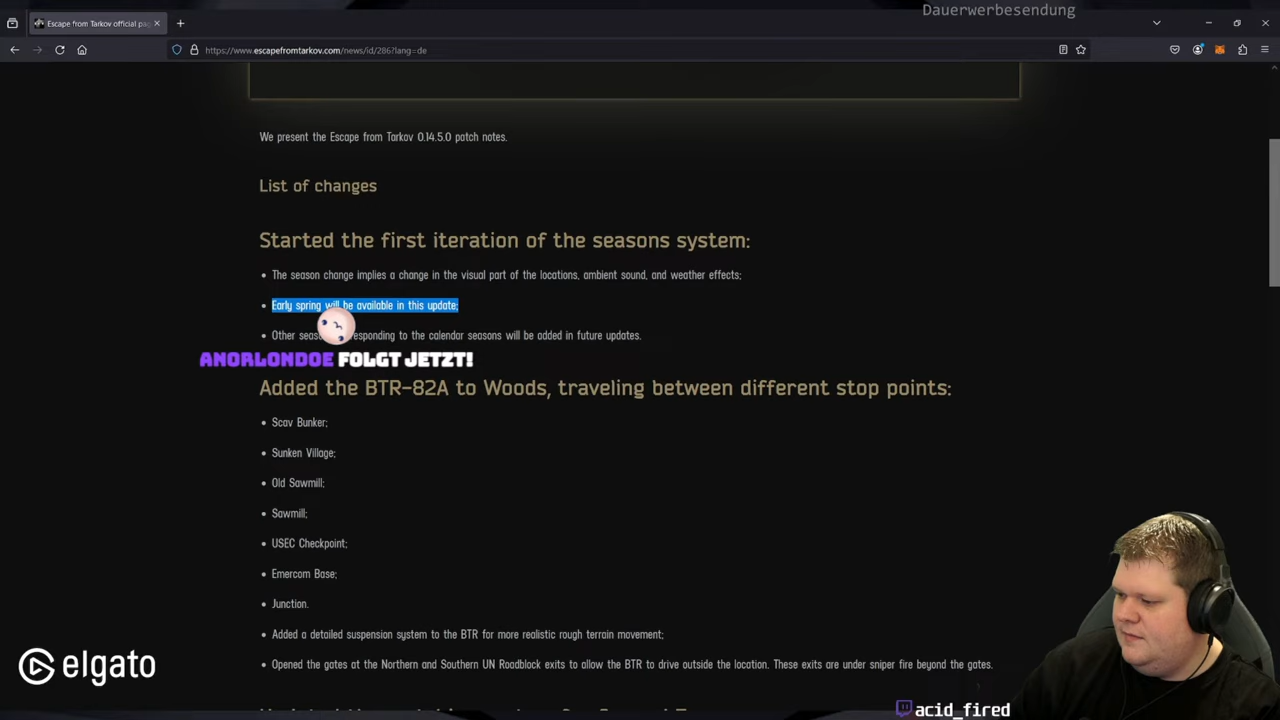 Dauerwerbesendung
Escape from Tarkov official pag
https://www.escapefromtarkov.com/news/id/286?lang=de
We present the Escape from Tarkov 0.14.5.0 patch notes.
List of changes
Started the first iteration of the seasons system:
• The season change implies a change in the visual part of the locations, ambient sound, and weather effects;
• Early spring will be available in this update;
• Other seas responding to the calendar seasons will be added in future updates.
ANORLONDOE FOLGT JETZT!
Added the BTR-82A to Woods, traveling between different stop points:
• Scav Bunker;
• Sunken Village;
• Old Sawmill;
• Sawmill;
• USEC Checkpoint;
• Emercom Base;
• Junction.
• Added a detailed suspension system to the BTR for more realistic rough terrain movement;
• Opened the gates at the Northern and Southern UN Roadblock exits to allow the BTR to drive outside the location. These exits are under sniper fire beyond the gates.
elgato
acid_fired